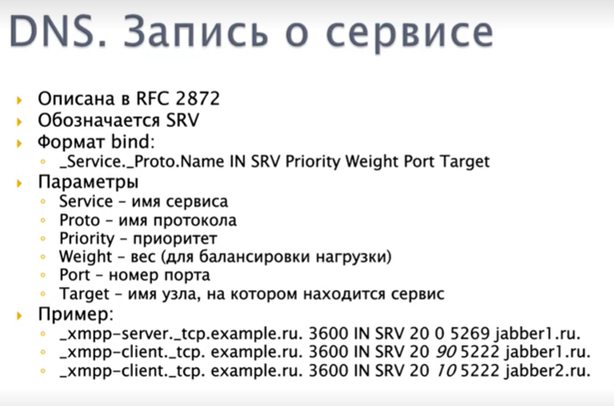 DNS. Запись о сервисе
Описана в RFC 2872
Обозначается SRV
Формат bind:
_Service._Proto.Name IN SRV Priority Weight Port Target
Параметры
Service – имя сервиса
Proto – имя протокола
Priority – приоритет
Weight – вес (для балансировки нагрузки)
Port – номер порта
Target – имя узла, на котором находится сервис
Пример:
_xmpp-server._tcp.example.ru. 3600 IN SRV 20 0 5269 jabber1.ru.
_xmpp-client._tcp. example.ru. 3600 IN SRV 20 90 5222 jabber1.ru.
_xmpp-client._tcp. example.ru. 3600 IN SRV 20 10 5222 jabber2.ru.